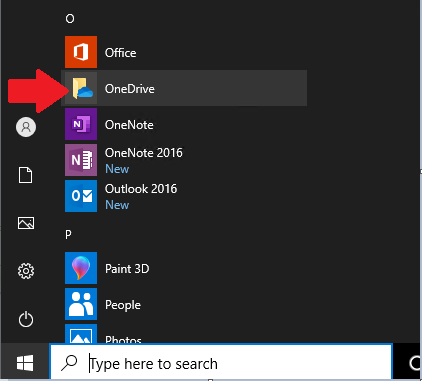 O
Office
OneDrive
OneNote
OneNote 2016
New
Outlook 2016
New
P
Paint 3D
People
Photos
Type here to search